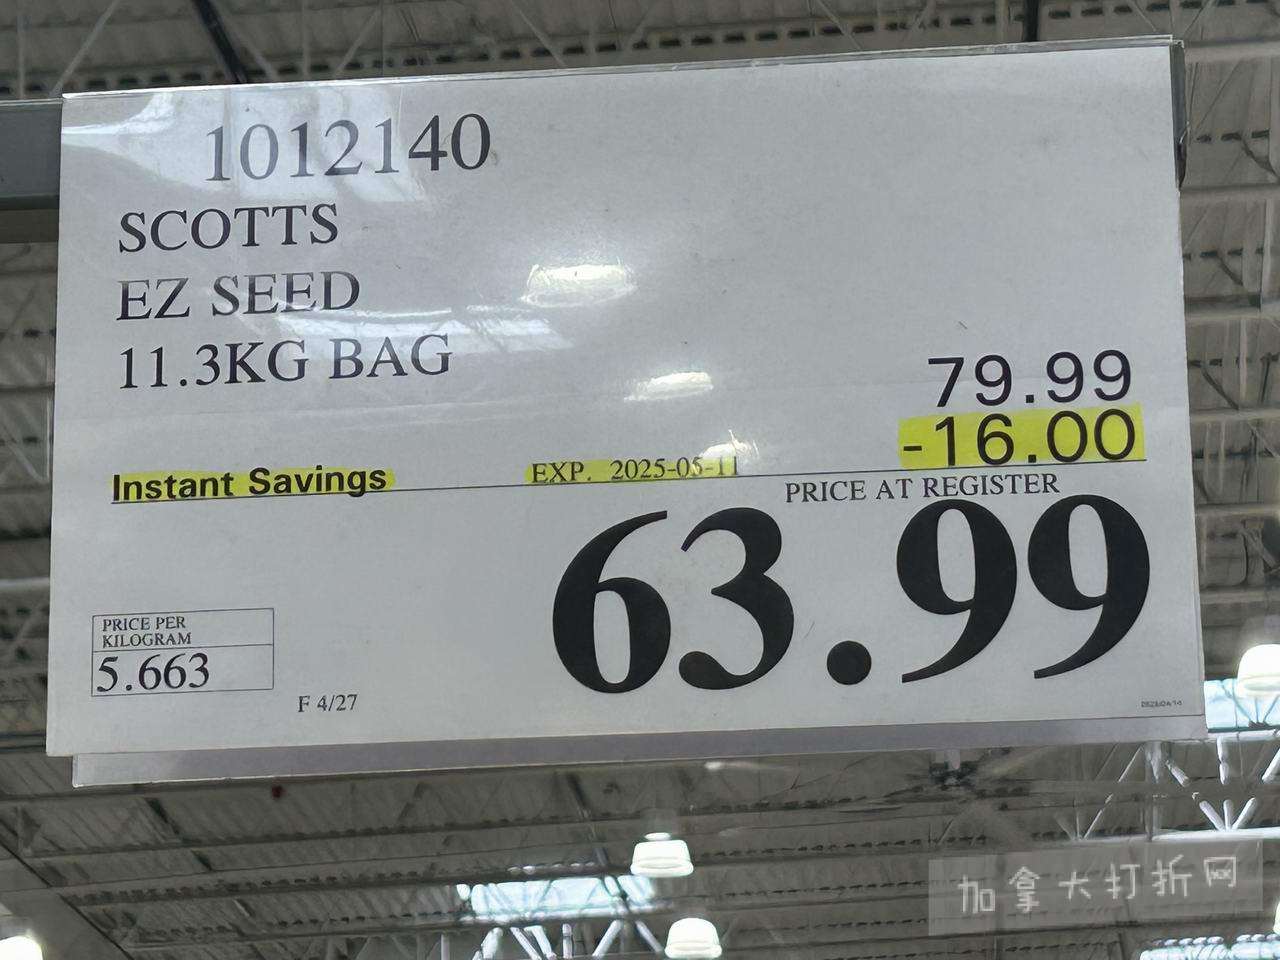 1012140
SCOTTS
EZ SEED
11.3KG BAG
79.99
-16.00
Instant Savings EXP. 2025-05-11
PRICE AT REGISTER
63.99
PRICE PER
KILOGRAM
5.663
F 4/27
加拿大打折网